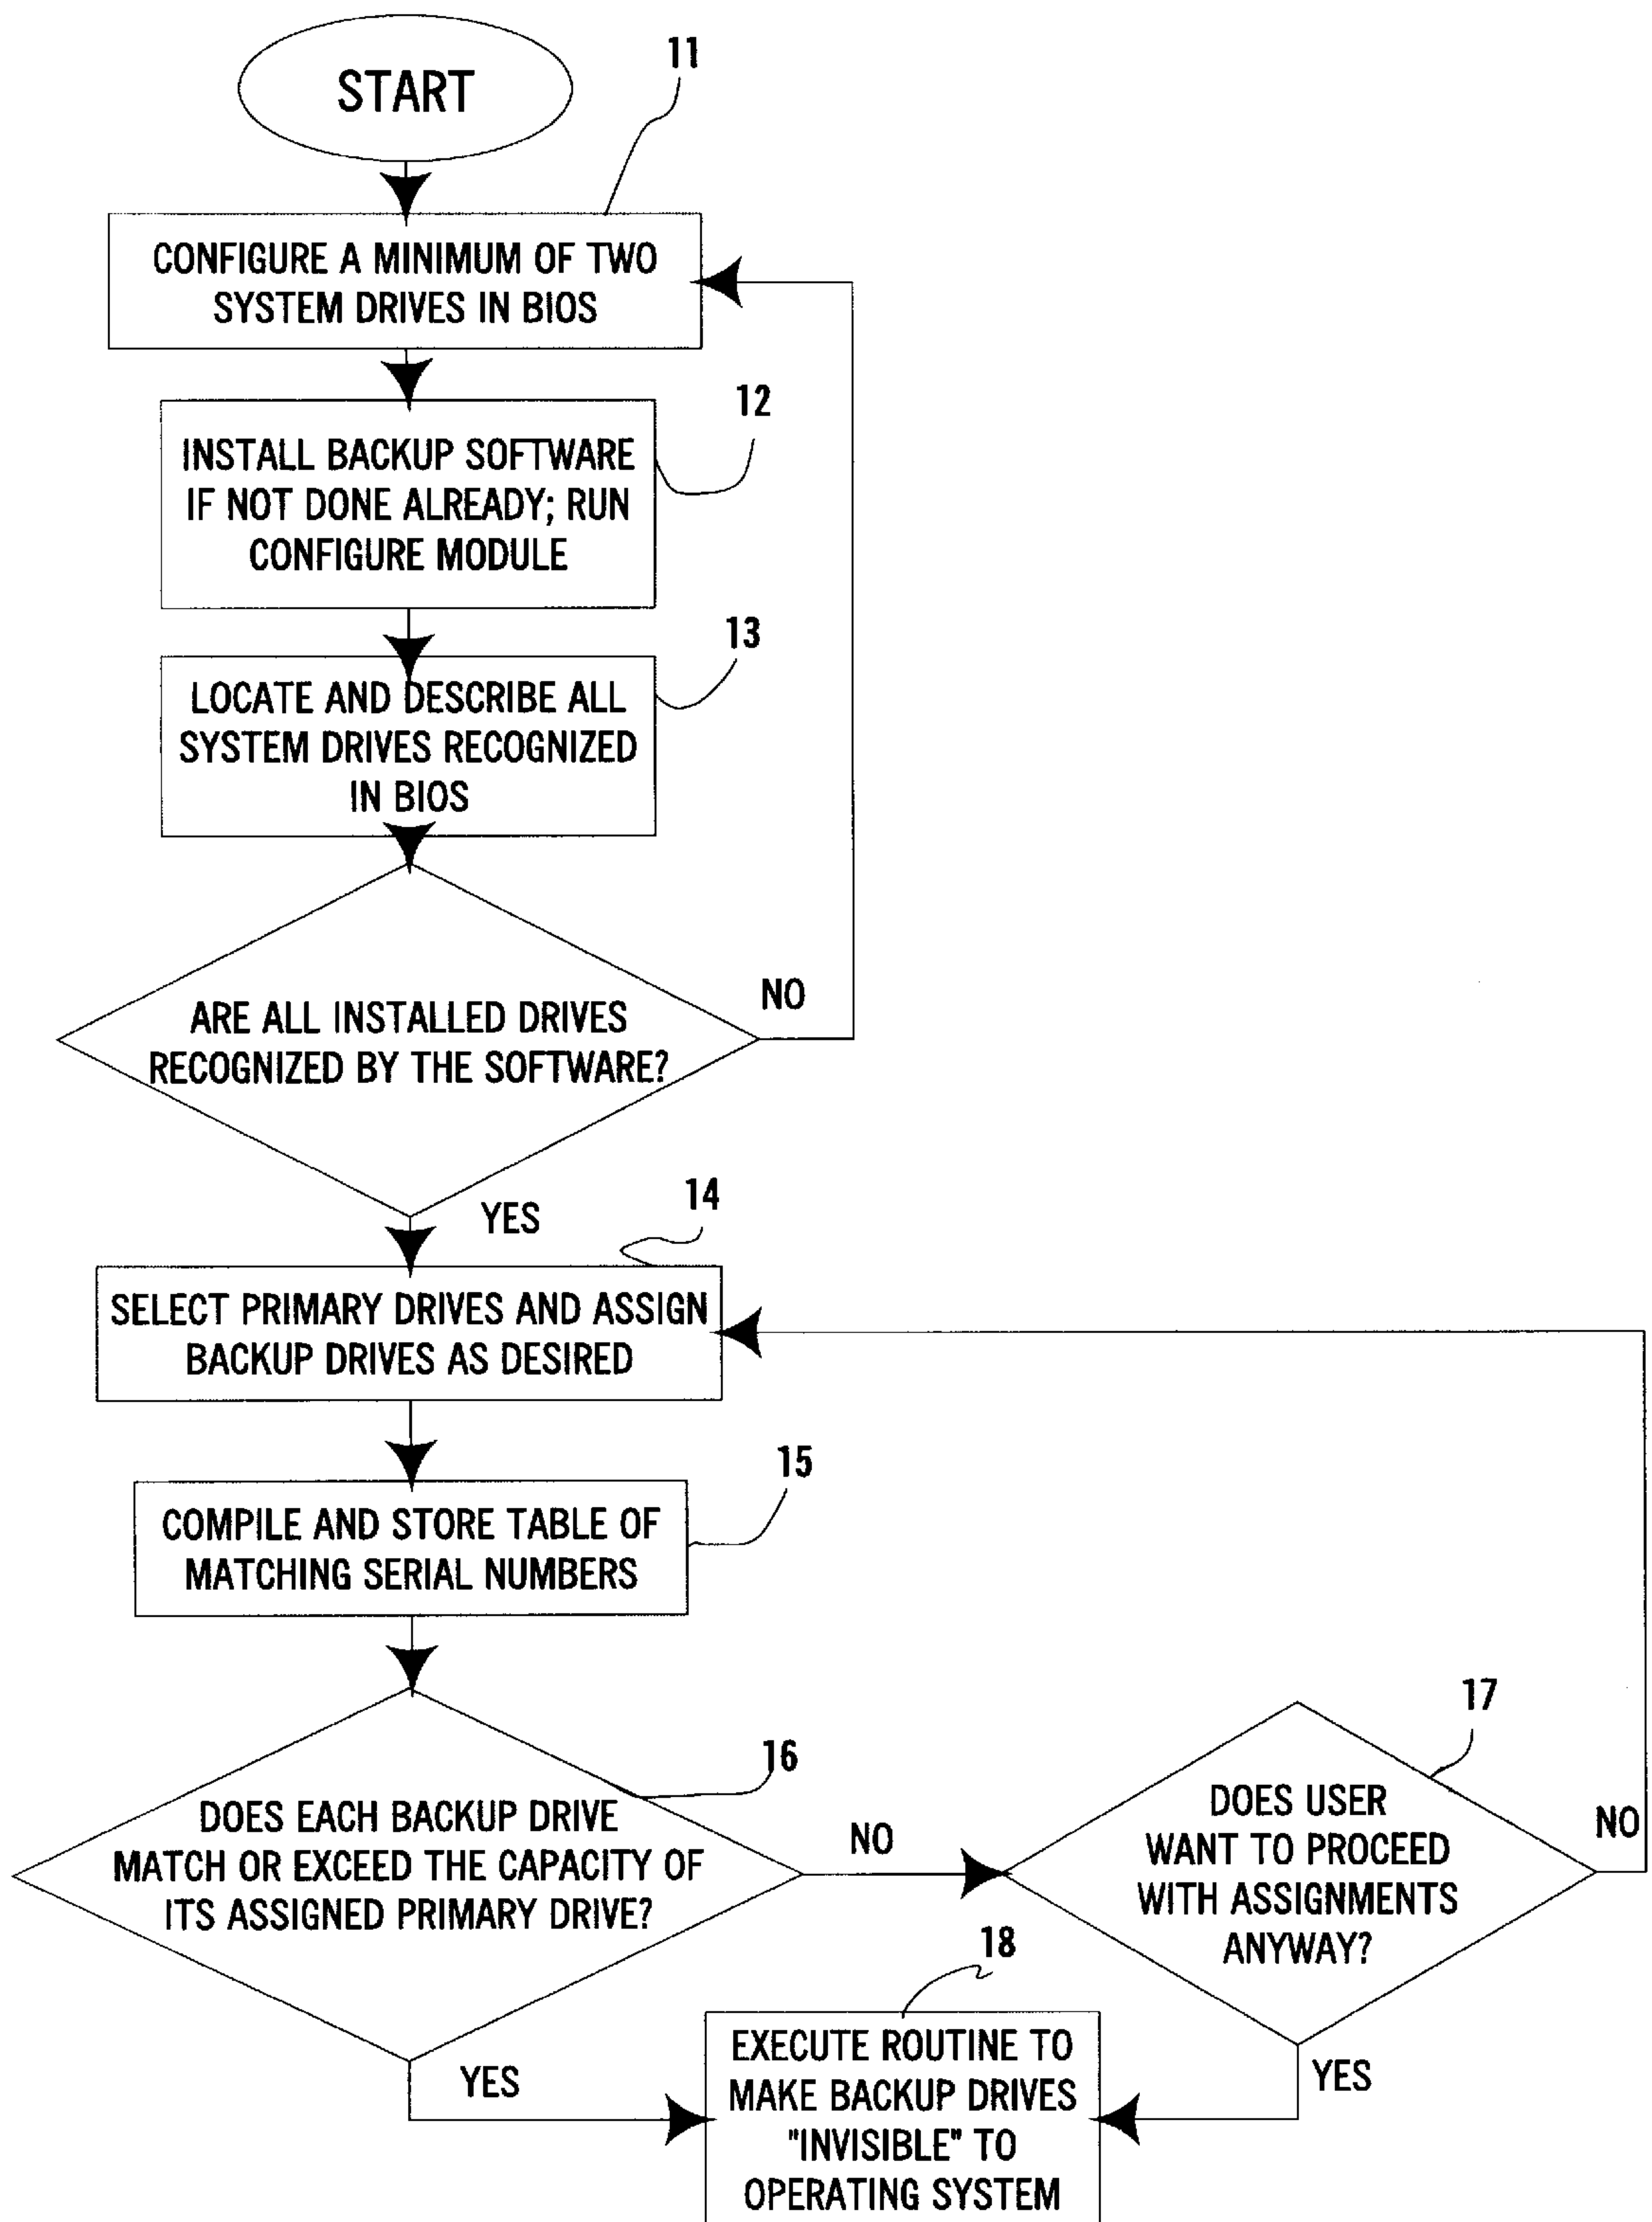 START
11
CONFIGURE A MINIMUM OF TWO
SYSTEM DRIVES IN BIOS
12
INSTALL BACKUP SOFTWARE
IF NOT DONE ALREADY; RUN
CONFIGURE MODULE
13
LOCATE AND DESCRIBE ALL
SYSTEM DRIVES RECOGNIZED
IN BIOS
NO
ARE ALL INSTALLED DRIVES
RECOGNIZED BY THE SOFTWARE?
YES
14
SELECT PRIMARY DRIVES AND ASSIGN
BACKUP DRIVES AS DESIRED
15
COMPILE AND STORE TABLE OF
MATCHING SERIAL NUMBERS
16
DOES EACH BACKUP DRIVE
MATCH OR EXCEED THE CAPACITY OF
ITS ASSIGNED PRIMARY DRIVE?
NO
17
DOES USER
WANT TO PROCEED
WITH ASSIGNMENTS
ANYWAY?
NO
YES
18
EXECUTE ROUTINE TO
MAKE BACKUP DRIVES
"INVISIBLE" TO
OPERATING SYSTEM
YES